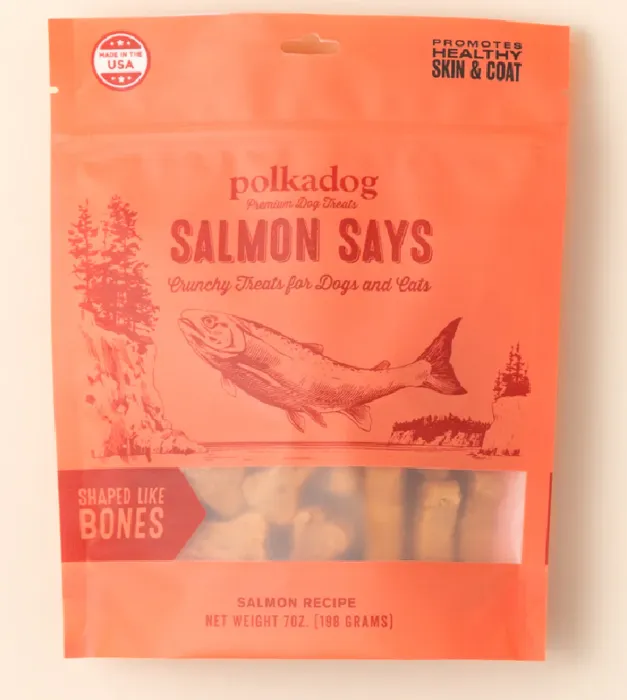 MADE IN THE
USA
PROMOTES
HEALTHY
SKIN & COAT
polkadog
Premium Dog Treats
SALMON SAYS
Crunchy Treats for Dogs and Cats
SHAPED LIKE
BONES
SALMON RECIPE
NET WEIGHT 7OZ. [198 GRAMS]